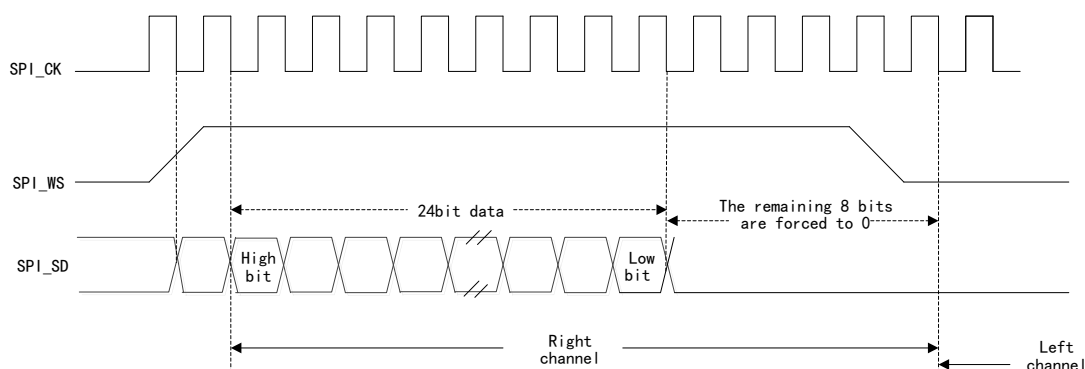 SPI_CK
SPI_WS
24bit data
The remaining 8 bits
are forced to 0
SPI_SD
High
bit
Low
bit
Right
channel
Left
channel